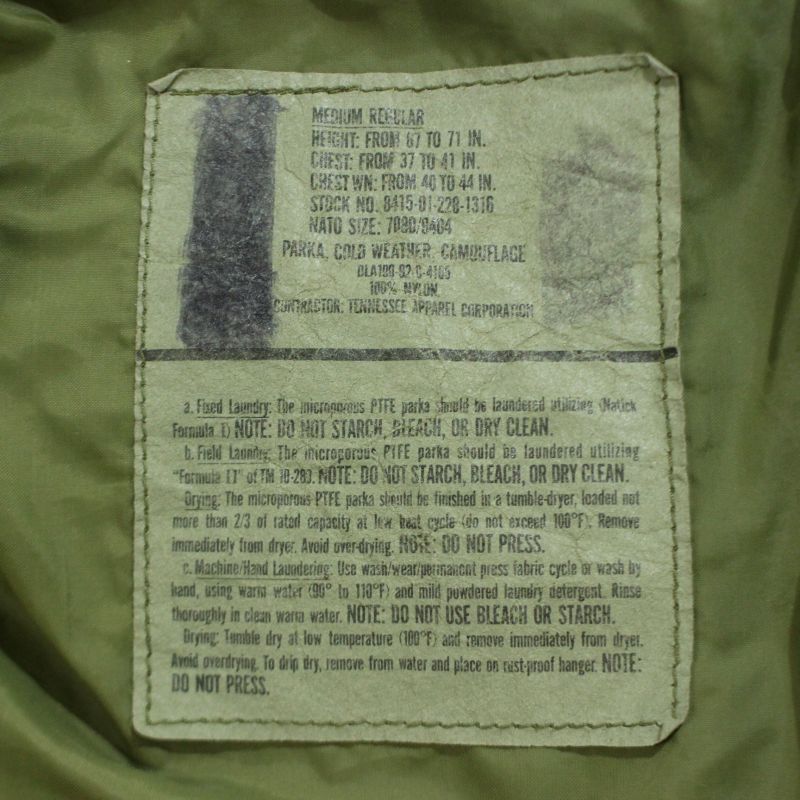 MEDIUM REGULAR
HEIGHT: FROM 67 TO 71 IN.
CHEST: FROM 37 TO 41 IN.
CHEST WN: FROM 40 TO 44 IN.
STOCK NO. 8415-01-228-1316
NATO SIZE: 7080/9404
PARKA, COLD WEATHER, CAMOUFLAGE
DLA100-92-C-4105
100% NYLON
CONTRACTOR: TENNESSEE APPAREL CORPORATION
a. Fixed Laundry: The microporous PTFE parka should be laundered utilizing (Natick
Formula I) NOTE: DO NOT STARCH, BLEACH, OR DRY CLEAN.
b. Field Laundry: The microporous PTFE parka should be laundered utilizing
"Formula II" of TM 10-280. NOTE: DO NOT STARCH, BLEACH, OR DRY CLEAN.
Drying: The microporous PTFE parka should be finished in a tumble-dryer, loaded not
more than 2/3 of rated capacity at low heat cycle (do not exceed 100°F). Remove
immediately from dryer. Avoid over-drying. NOTE: DO NOT PRESS.
c. Machine/Hand Laundering: Use wash/wear/permanent press fabric cycle or wash by
hand, using warm water (90° to 110°F) and mild powdered laundry detergent. Rinse
thoroughly in clean warm water. NOTE: DO NOT USE BLEACH OR STARCH.
Drying: Tumble dry at low temperature (100°F) and remove immediately from dryer.
Avoid overdrying. To drip dry, remove from water and place on rust-proof hanger. NOTE:
DO NOT PRESS.